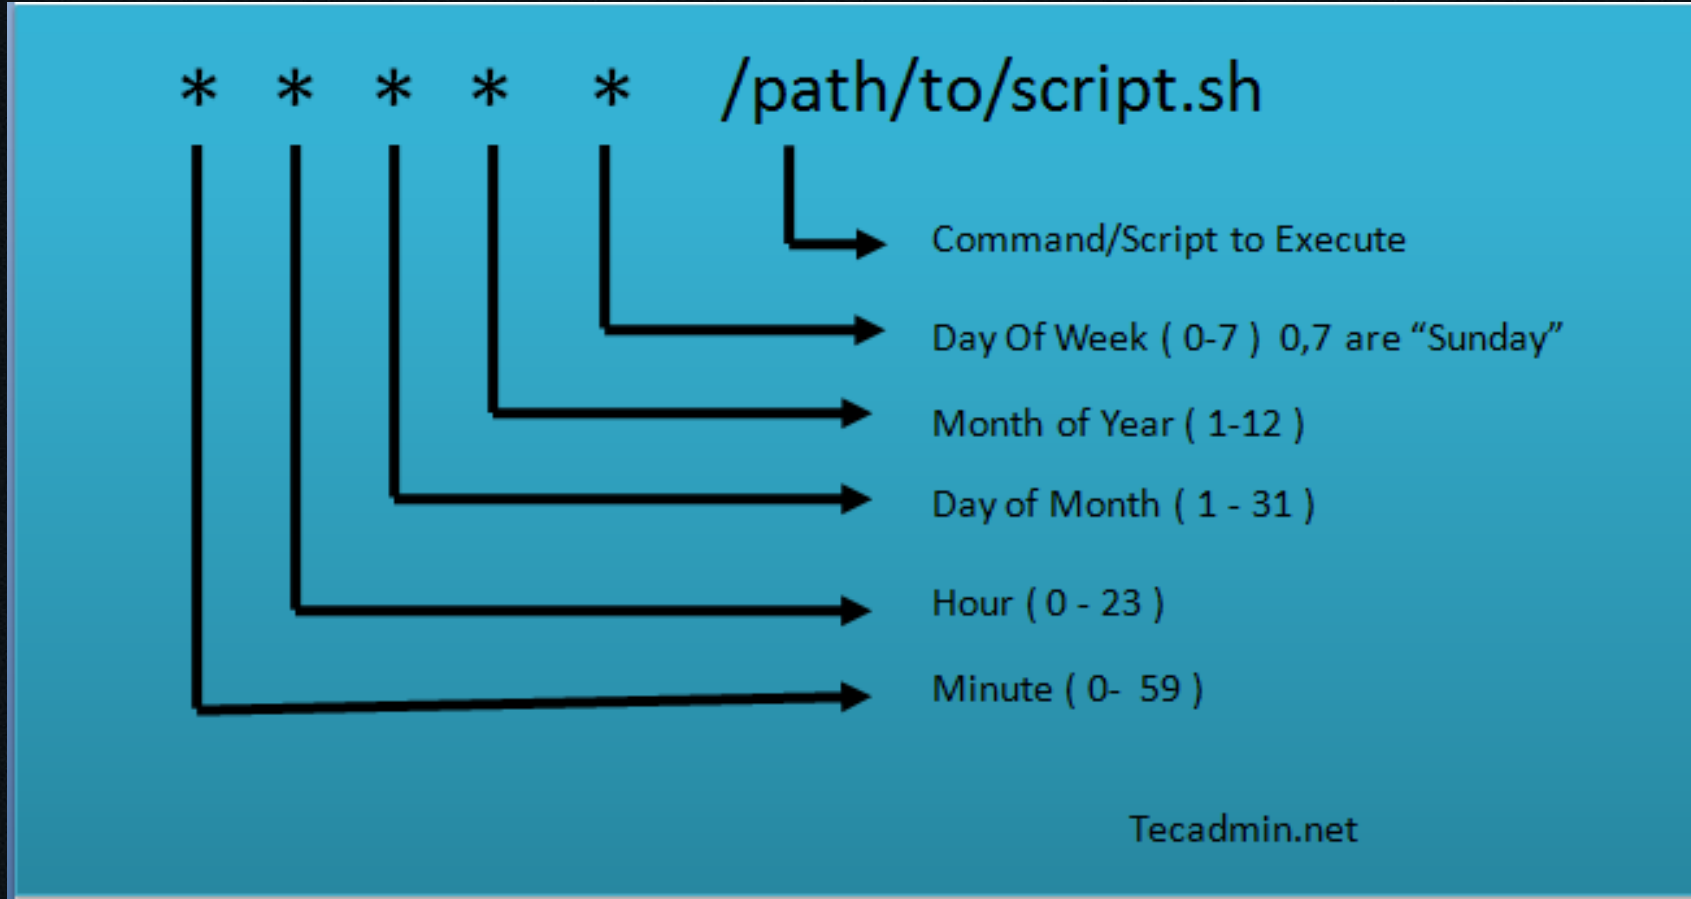 * * * * * /path/to/script.sh
Command/Script to Execute
Day Of Week ( 0-7 ) 0,7 are “Sunday”
Month of Year ( 1-12 )
Day of Month ( 1 - 31 )
Hour ( 0 - 23 )
Minute ( 0- 59 )
Tecadmin.net